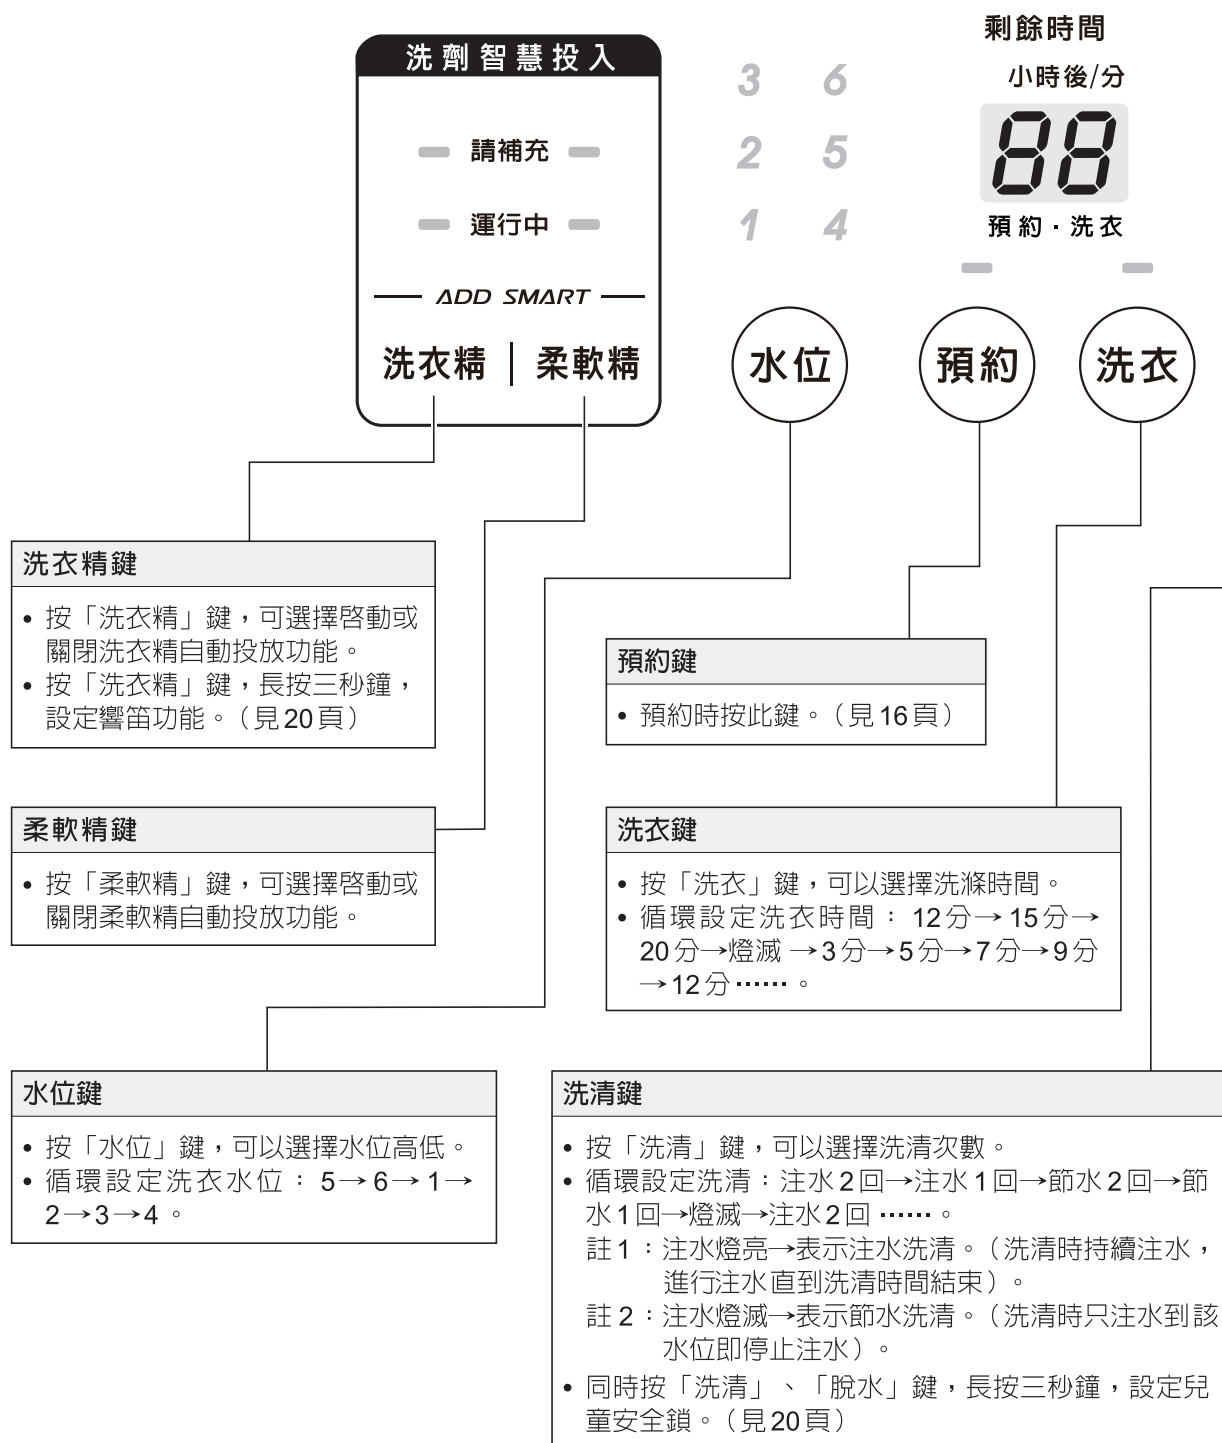 剩餘時間
小時後/分
88
預約·洗衣
洗劑智慧投入
請補充
運行中
ADD SMART
洗衣精 | 柔軟精
3 6
2 5
1 4
水位
預約
洗衣
洗衣精鍵
• 按「洗衣精」鍵，可選擇啓動或
關閉洗衣精自動投放功能。
• 按「洗衣精」鍵，長按三秒鐘，
設定響笛功能。（見20頁）
柔軟精鍵
• 按「柔軟精」鍵，可選擇啓動或
關閉柔軟精自動投放功能。
水位鍵
• 按「水位」鍵，可以選擇水位高低。
• 循環設定洗衣水位：5→6→1→
2→3→4。
預約鍵
• 預約時按此鍵。（見16頁）
洗衣鍵
• 按「洗衣」鍵，可以選擇洗滌時間。
• 循環設定洗衣時間：12分→15分→
20分→燈滅→3分→5分→7分→9分
→12分⋯⋯。
洗清鍵
• 按「洗清」鍵，可以選擇洗清次數。
• 循環設定洗清：注水2回→注水1回→節水2回→節
水1回→燈滅→注水2回⋯⋯。
註1：注水燈亮→表示注水洗清。（洗清時持續注水，
進行注水直到洗清時間結束）。
註2：注水燈滅→表示節水洗清。（洗清時只注水到該
水位即停止注水）。
• 同時按「洗清」、「脫水」鍵，長按三秒鐘，設定兒
童安全鎖。（見20頁）